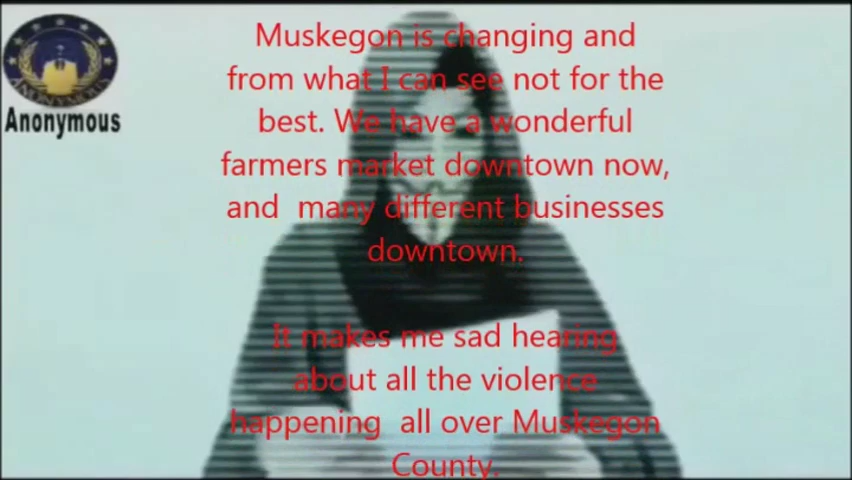 ANONYMOUS
Anonymous
Muskegon is changing and
from what I can see not for the
best. We have a wonderful
farmers market downtown now,
and  many different businesses
downtown.
It makes me sad hearing
about all the violence
happening  all over Muskegon
County.